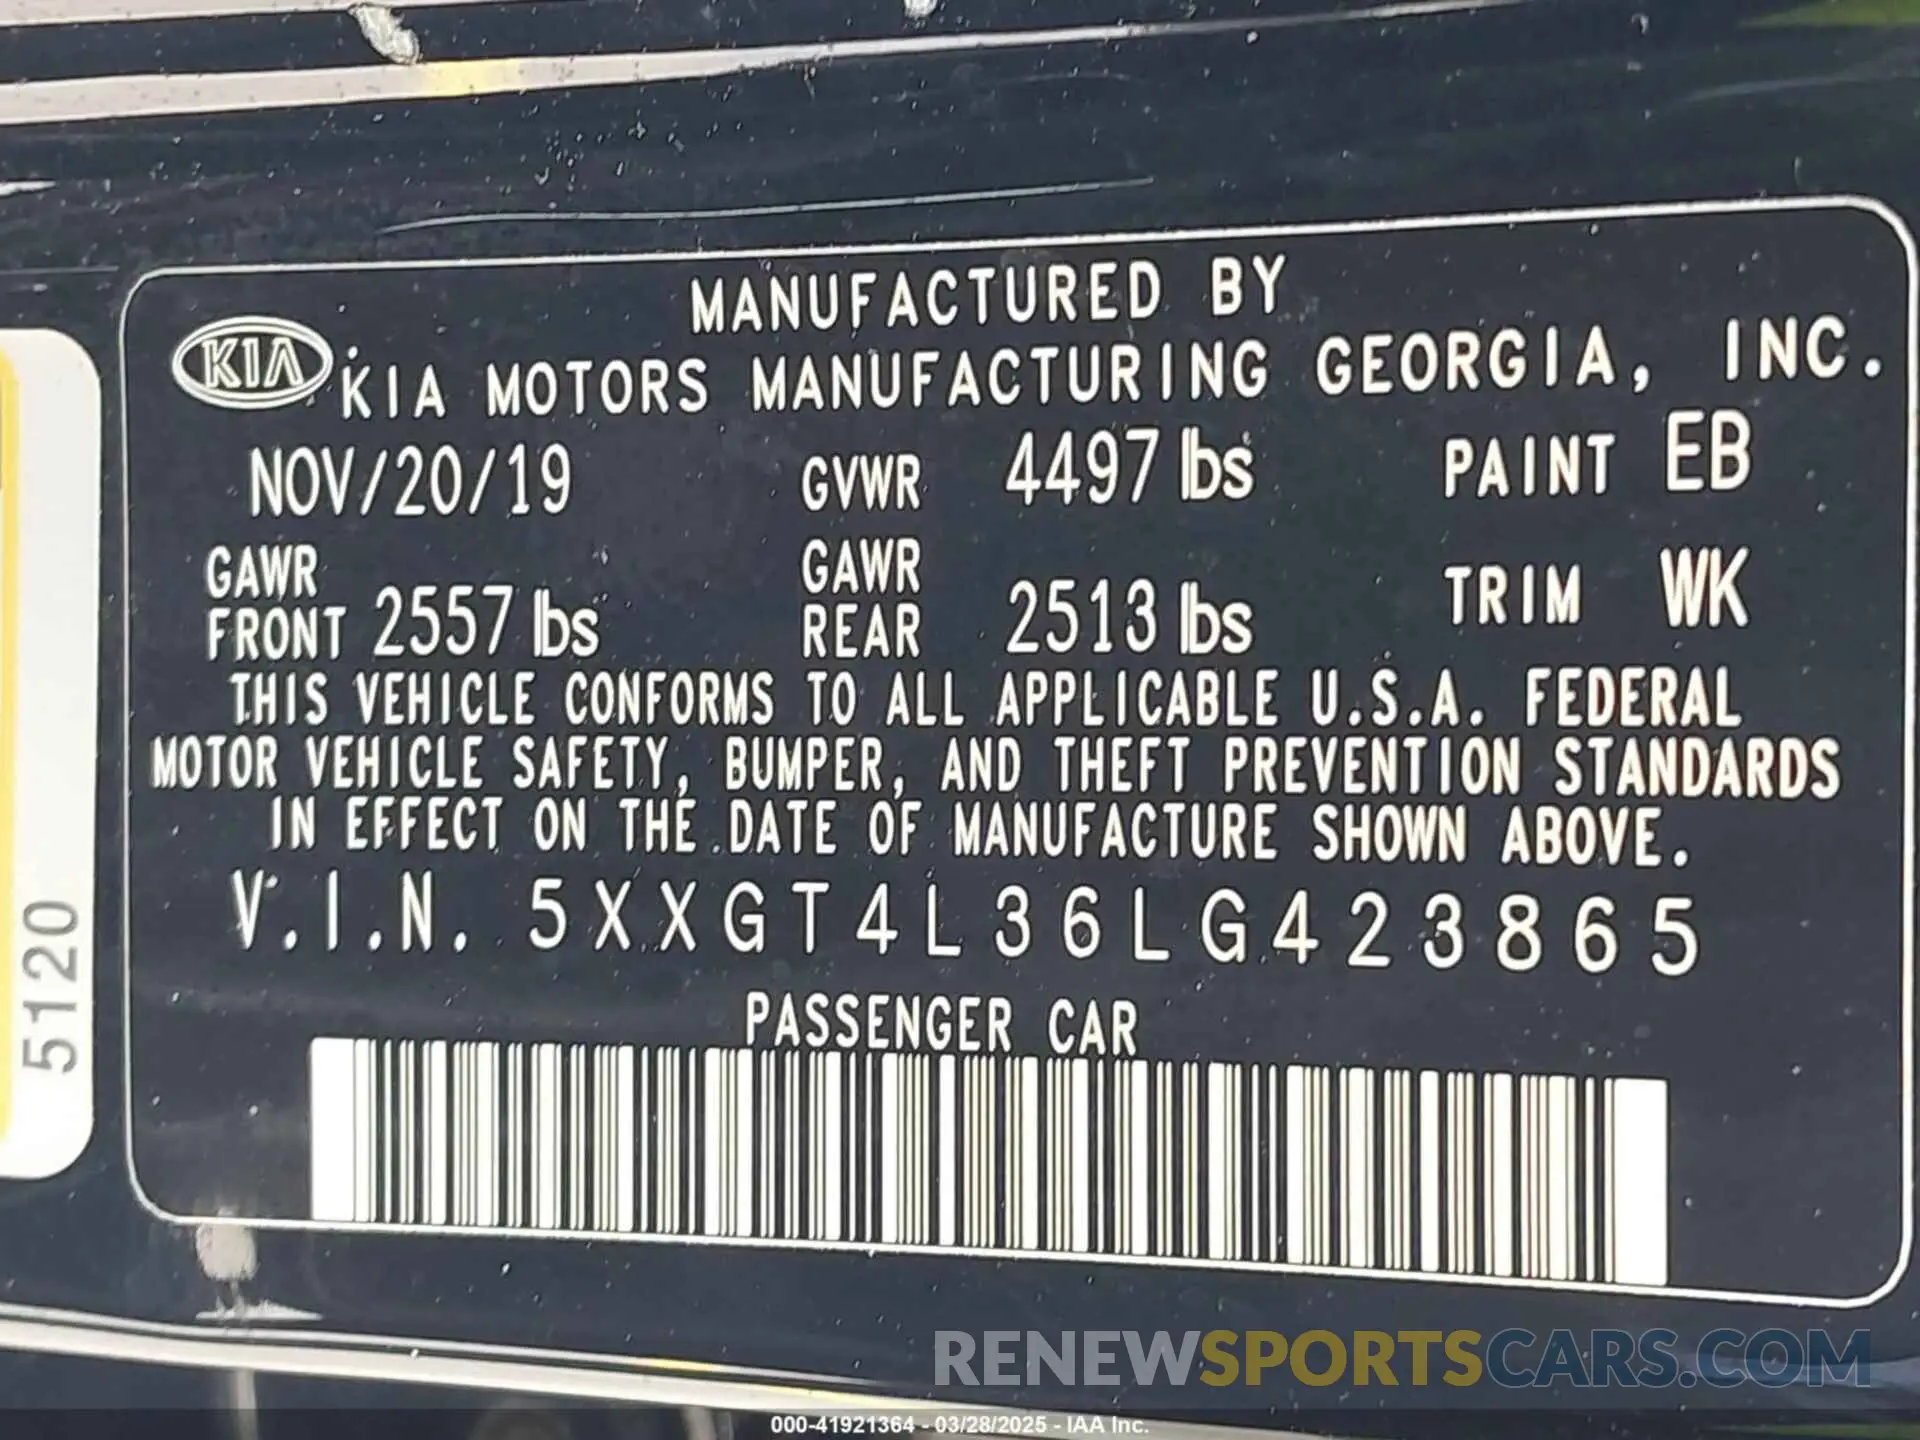 MANUFACTURED BY
KIA KIA MOTORS MANUFACTURING GEORGIA, INC.
NOV/20/19 GVWR 4497 lbs PAINT EB
GAWR FRONT 2557 lbs GAWR REAR 2513 lbs TRIM WK
THIS VEHICLE CONFORMS TO ALL APPLICABLE U.S.A. FEDERAL
MOTOR VEHICLE SAFETY, BUMPER, AND THEFT PREVENTION STANDARDS
IN EFFECT ON THE DATE OF MANUFACTURE SHOWN ABOVE.
V.I.N. 5XXGT4L36LG423865
PASSENGER CAR
5120
RENEWSPORTSCARS.COM
000-41921364 - 03/28/2025 - IAA Inc.